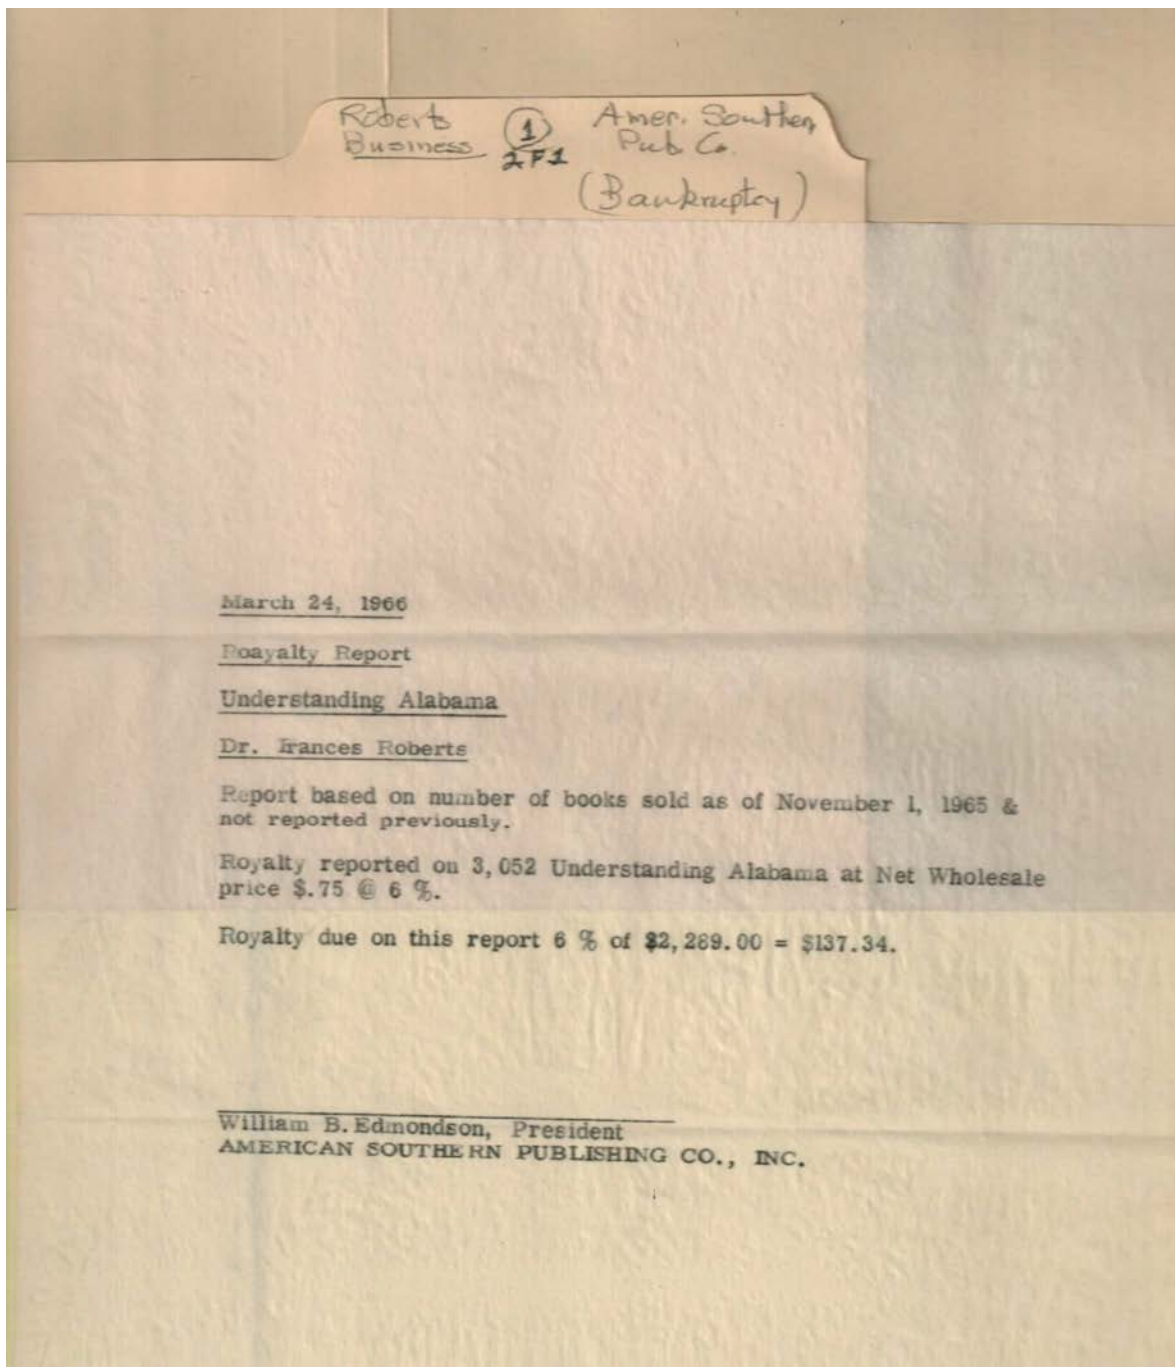 Roberts
Business
1
2F1
Amer. Southern
Pub. Co.
(Bankruptcy)
March 24, 1966
Roayalty Report
Understanding Alabama
Dr. Frances Roberts
Report based on number of books sold as of November 1, 1965 &
not reported previously.
Royalty reported on 3,052 Understanding Alabama at Net Wholesale
price $.75 @ 6 %.
Royalty due on this report 6 % of $2,289.00 = $137.34.
William B. Edmondson, President
AMERICAN SOUTHERN PUBLISHING CO., INC.